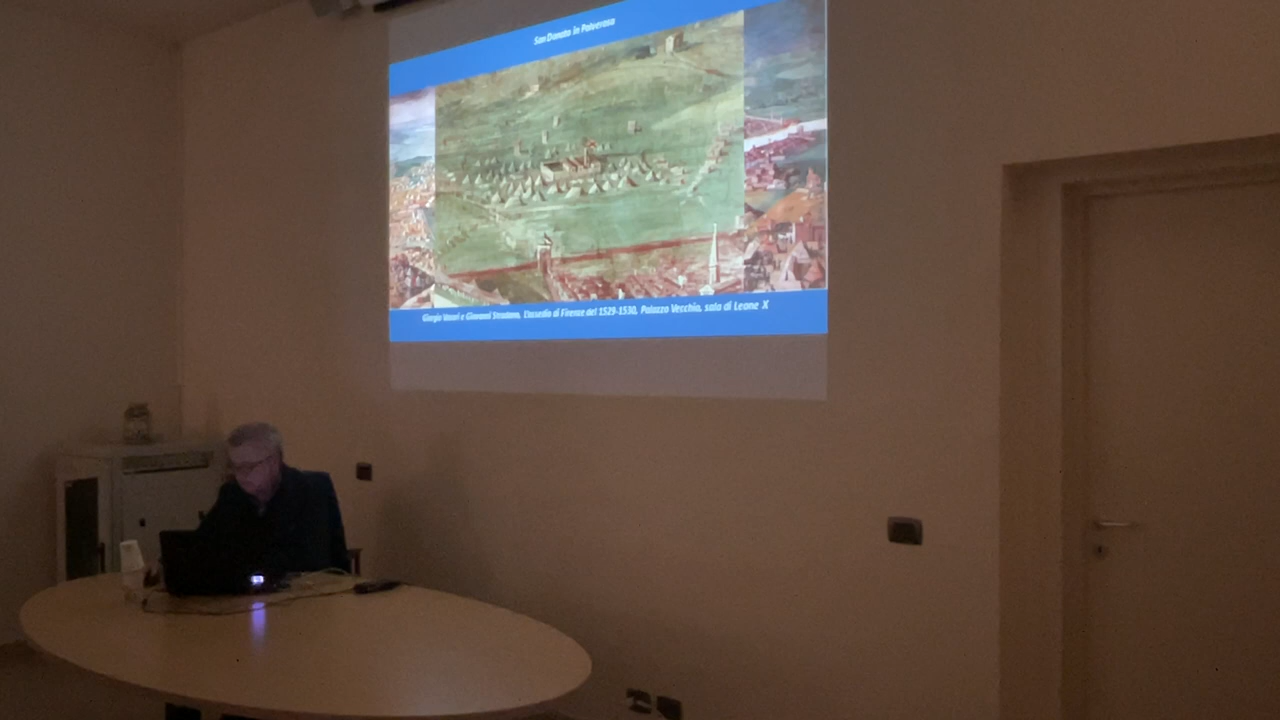 San Donato in Polverosa
Giorgio Vasari e Giovanni Stradano, L'assedio di Firenze del 1529-1530, Palazzo Vecchio, sala di Leone X